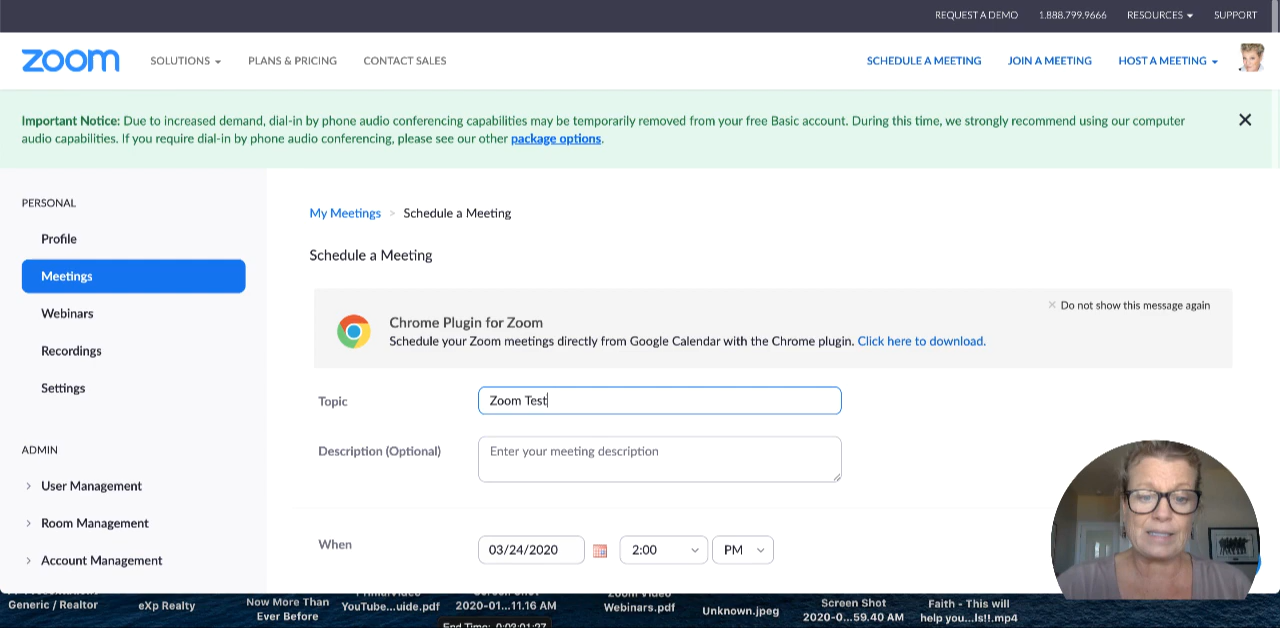 REQUEST A DEMO 1.888.799.9666 RESOURCES SUPPORT
zoom SOLUTIONS PLANS & PRICING CONTACT SALES SCHEDULE A MEETING JOIN A MEETING HOST A MEETING
Important Notice: Due to increased demand, dial-in by phone audio conferencing capabilities may be temporarily removed from your free Basic account. During this time, we strongly recommend using our computer
audio capabilities. If you require dial-in by phone audio conferencing, please see our other package options.
PERSONAL
Profile
Meetings
Webinars
Recordings
Settings
ADMIN
User Management
Room Management
Account Management
My Meetings > Schedule a Meeting
Schedule a Meeting
Do not show this message again
Chrome Plugin for Zoom
Schedule your Zoom meetings directly from Google Calendar with the Chrome plugin. Click here to download.
Topic Zoom Test
Description (Optional) Enter your meeting description
When 03/24/2020 2:00 PM
Generic / Realtor
eXp Realty
Now More Than
Ever Before
YouTube...uide.pdf
2020-01...11.16 AM
End Time: 0:03:01:27
Webinars.pdf
Unknown.jpeg
Screen Shot
2020-0...59.40 AM
Faith - This will
help you...ls!!.mp4